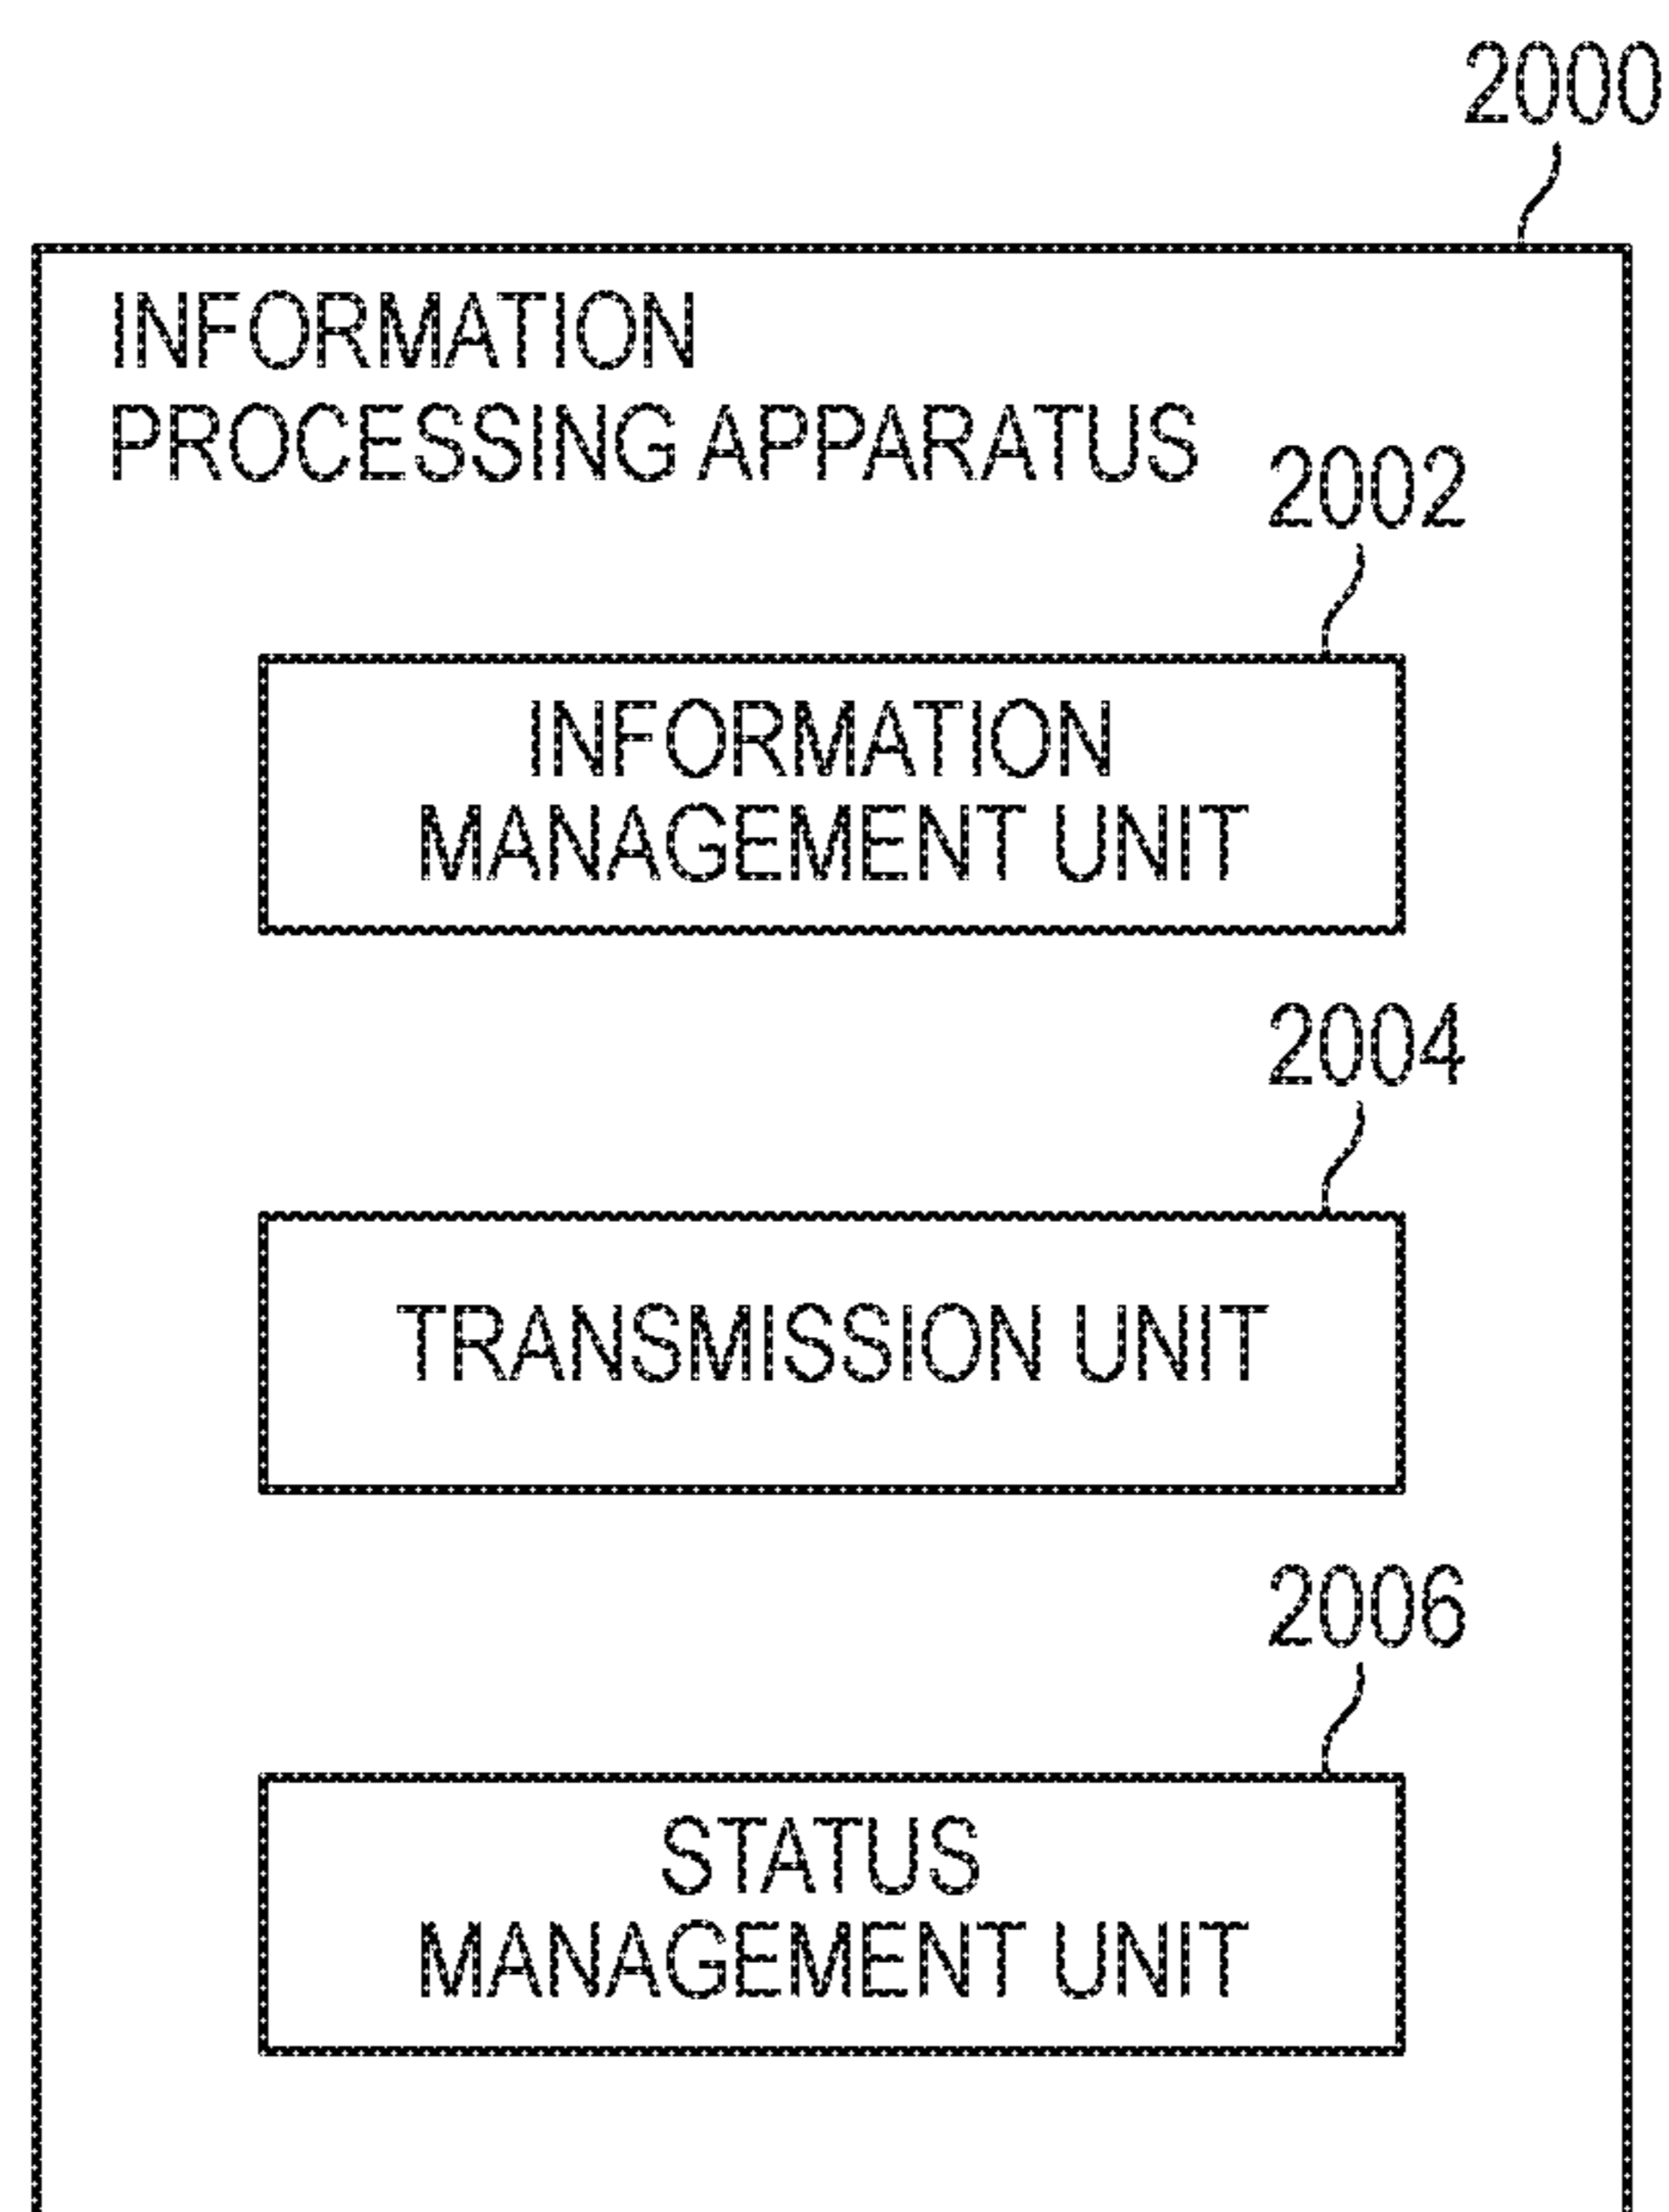 2000
INFORMATION
PROCESSING APPARATUS
2002
INFORMATION
MANAGEMENT UNIT
2004
TRANSMISSION UNIT
2006
STATUS
MANAGEMENT UNIT